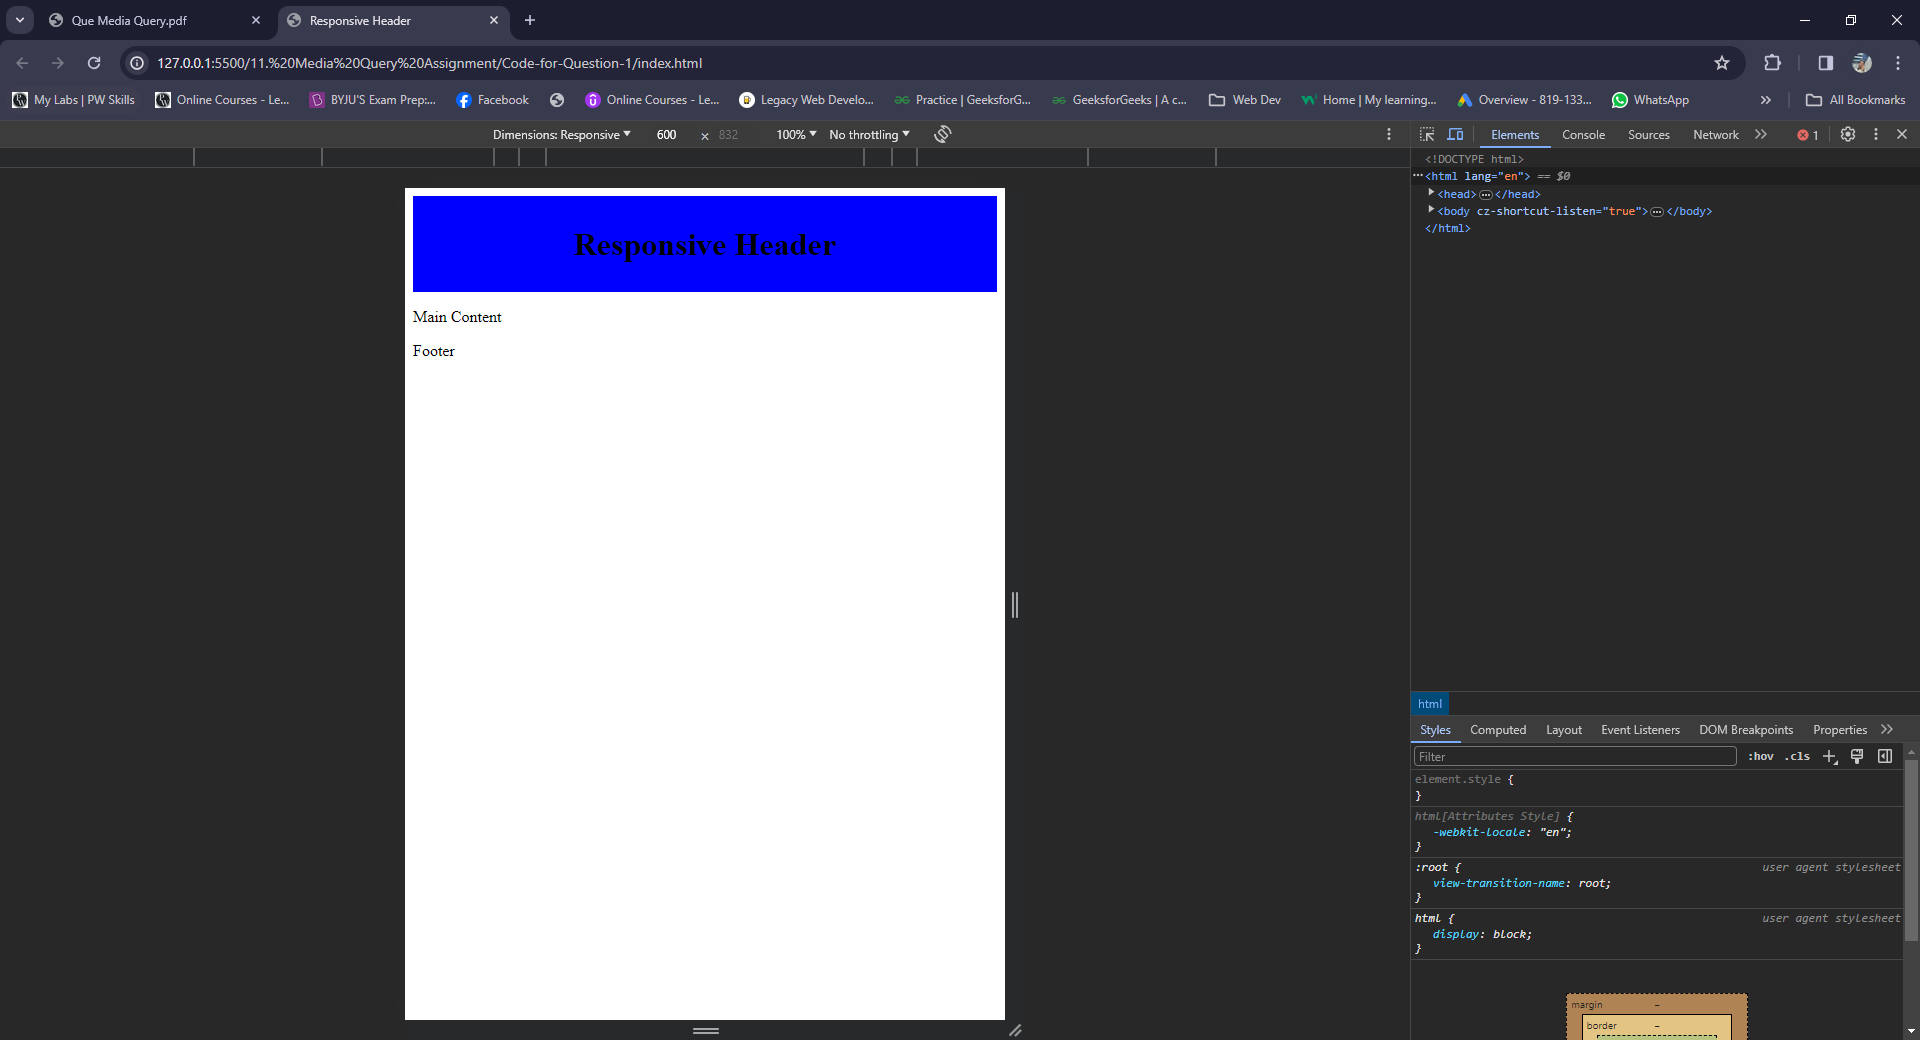 Que Media Query.pdf
Responsive Header
127.0.0.1:5500/11.%20Media%20Query%20Assignment/Code-for-Question-1/index.html
My Labs | PW Skills
Online Courses - Le...
BYJU'S Exam Prep:...
Facebook
Online Courses - Le...
Legacy Web Develo...
Practice | GeeksforG...
GeeksforGeeks | A c...
Web Dev
Home | My learning...
Overview - 819-133...
WhatsApp
All Bookmarks
Dimensions: Responsive
600
×
832
100%
No throttling
Elements
Console
Sources
Network
1
<!DOCTYPE html>
<html lang="en"> == $0
<head>…</head>
<body cz-shortcut-listen="true">…</body>
</html>
Responsive Header
Main Content
Footer
html
Styles
Computed
Layout
Event Listeners
DOM Breakpoints
Properties
Filter
:hov
.cls
element.style {
}
html[Attributes Style] {
-webkit-locale: "en";
}
:root {
user agent stylesheet
view-transition-name: root;
}
html {
user agent stylesheet
display: block;
}
margin
–
border
–